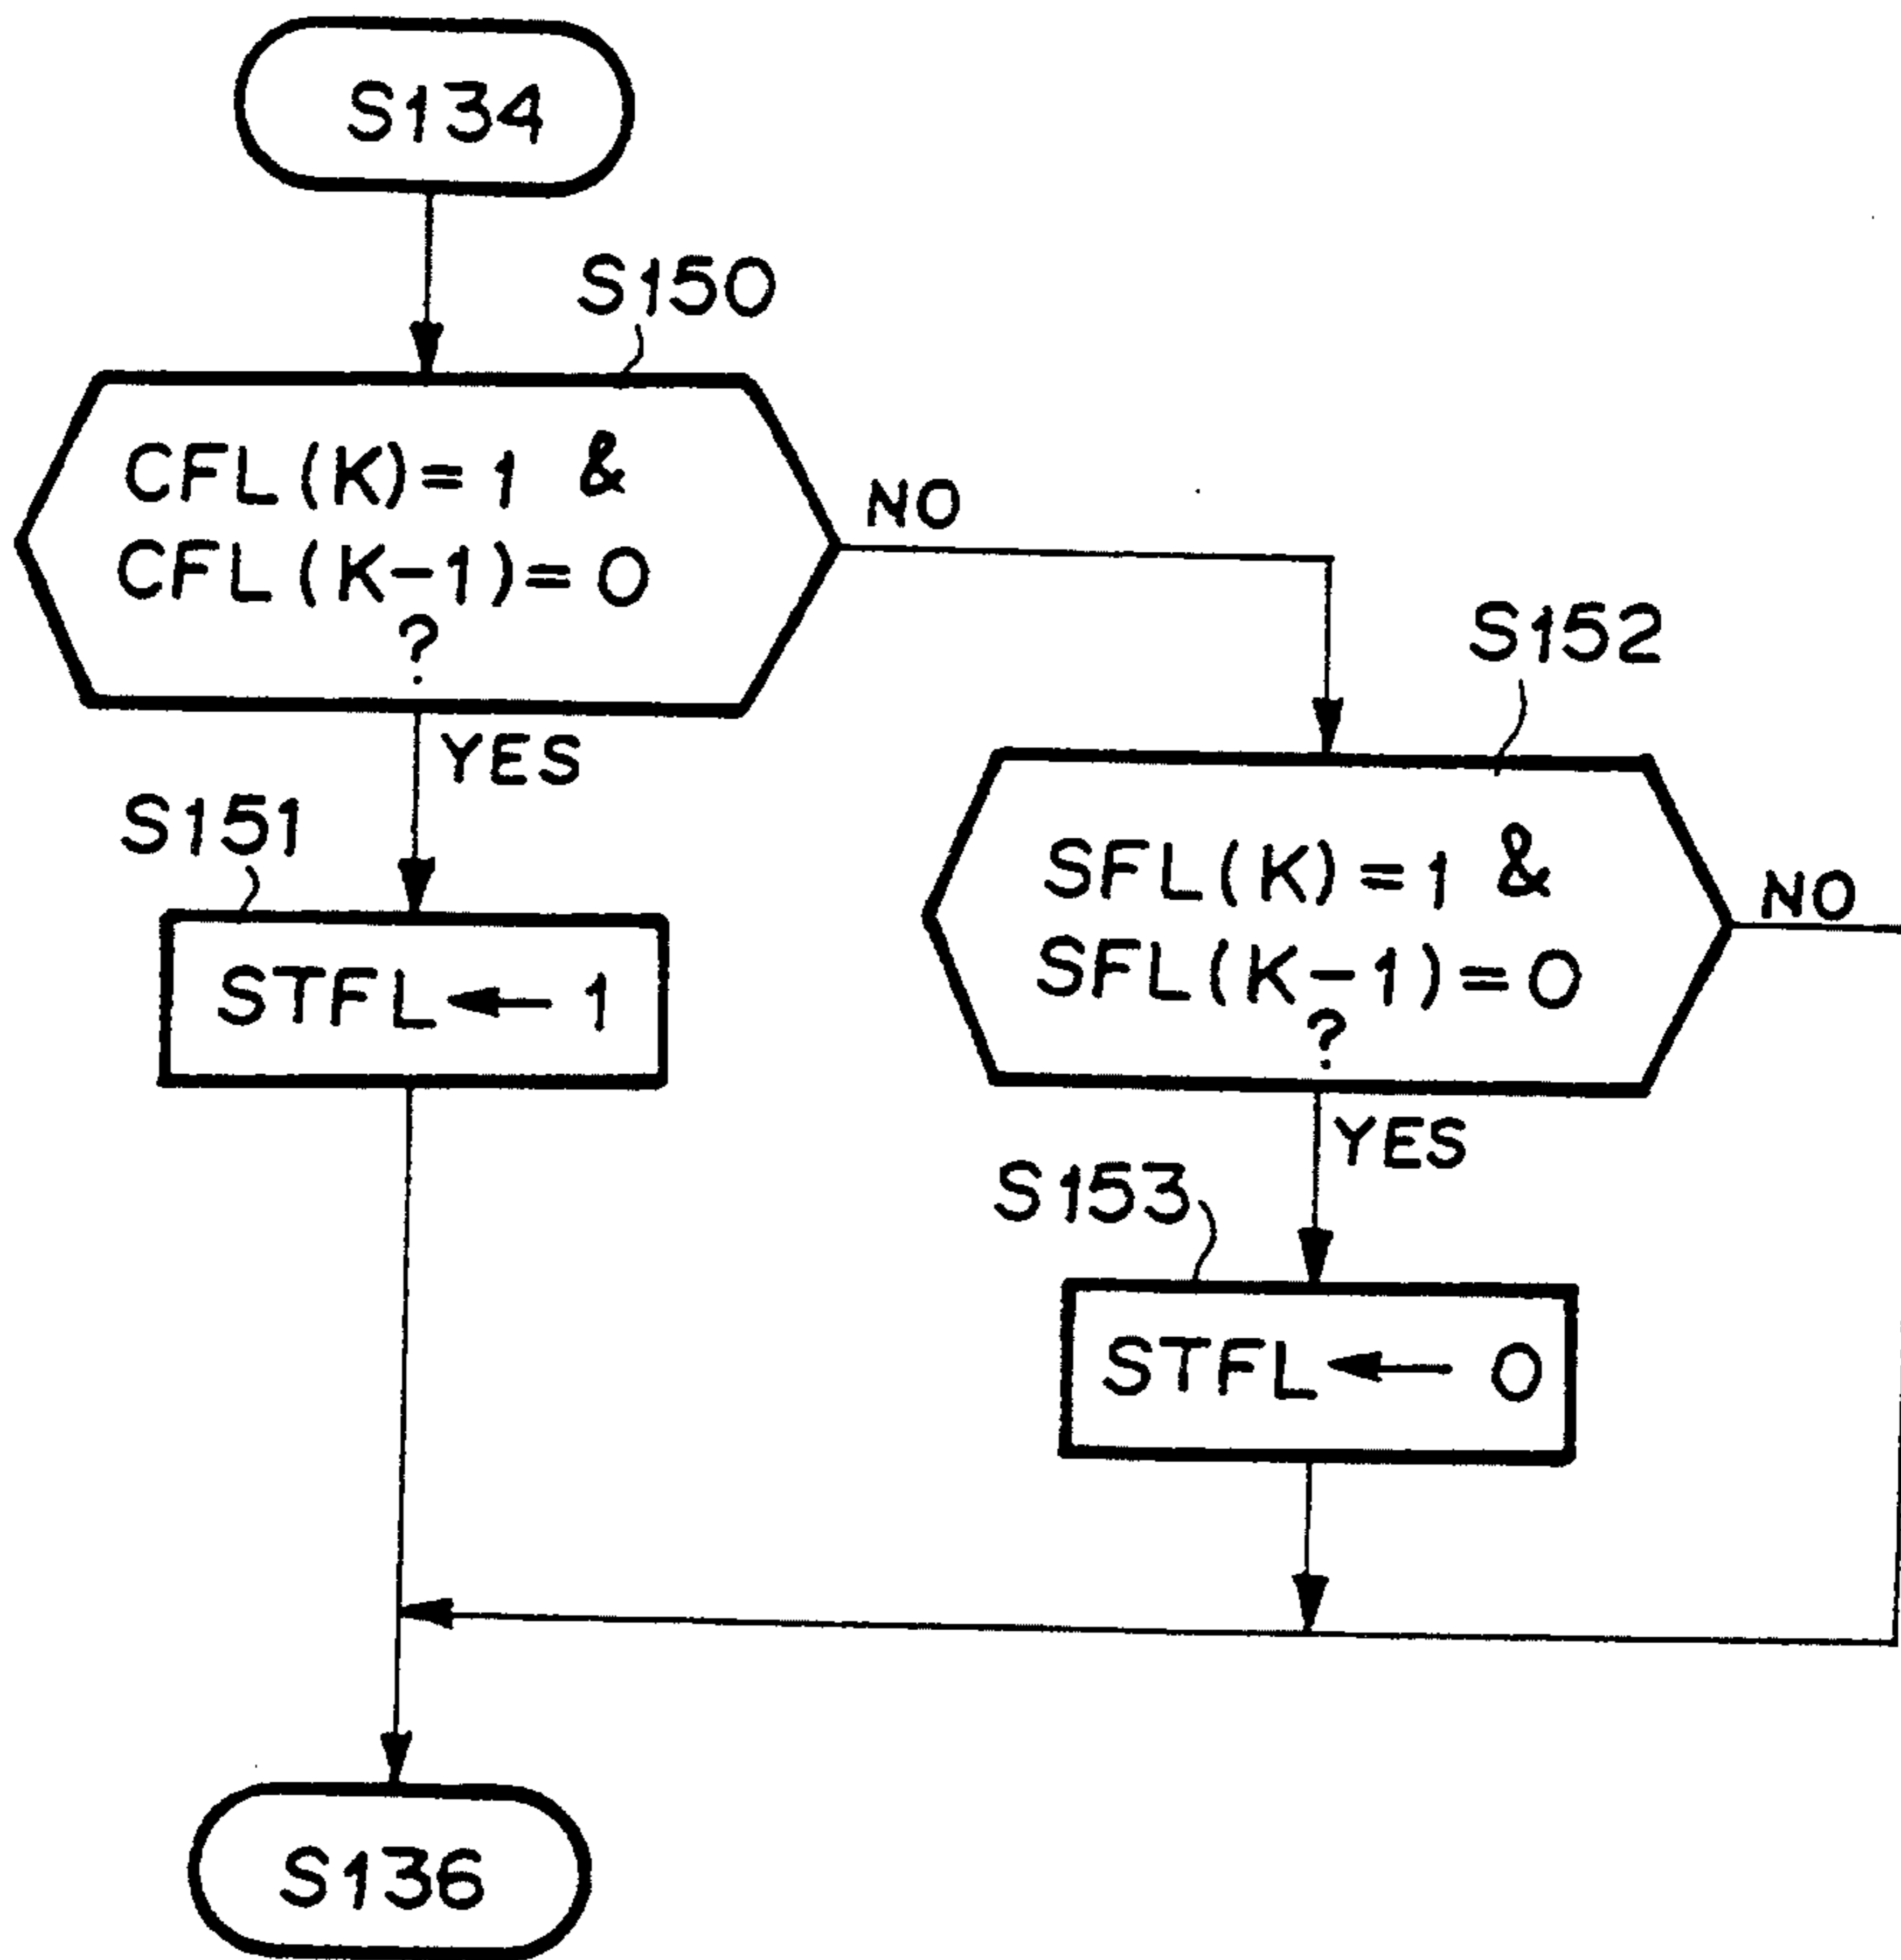 S134
S150
CFL(K)=1 &
CFL(K-1)=0
?
NO
YES
S151
STFL ← 1
S152
SFL(K)=1 &
SFL(K-1)=0
?
NO
YES
S153
STFL ← 0
S136